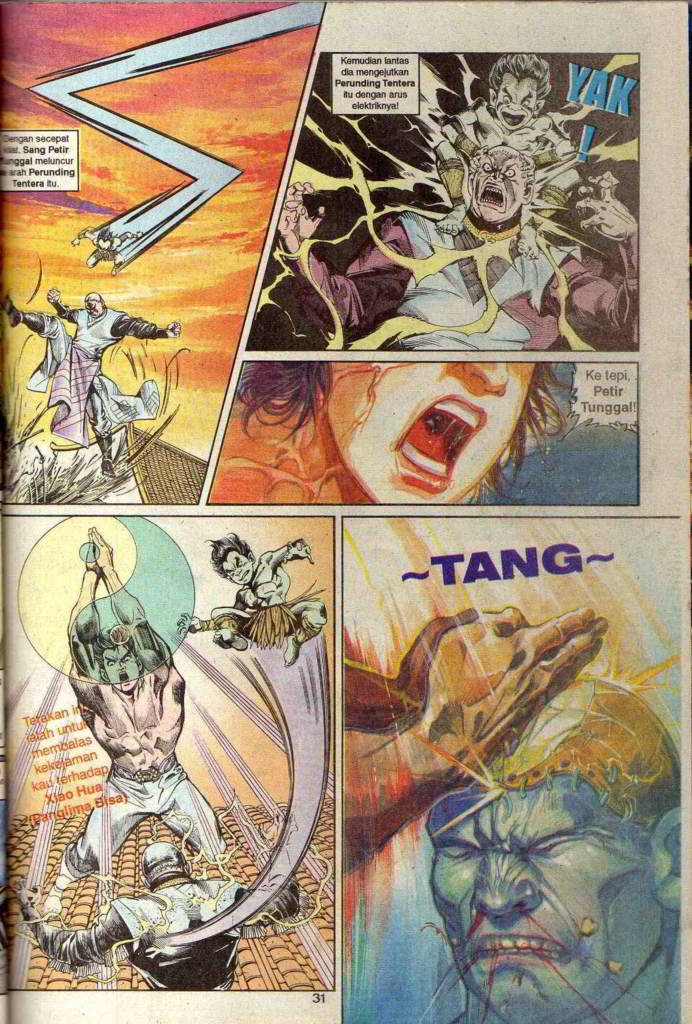 Dengan secepat
kilat, Sang Petir
Tunggal meluncur
ke arah Perunding
Tentera itu.
Kemudian lantas
dia mengejutkan
Perunding Tentera
itu dengan arus
elektriknya!
YAK
!
Ke tepi,
Petir
Tunggal!
Terakan ini
ialah untuk
membalas
kekejaman
kau terhadap
Xiao Hua
(Panglima Bisa)
~TANG~
31